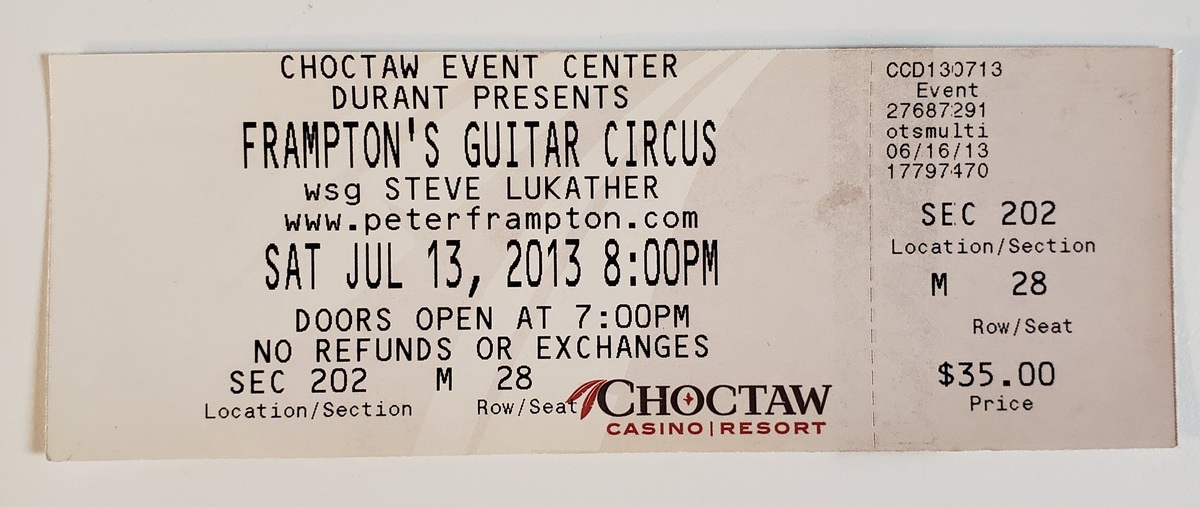 CHOCTAW EVENT CENTER
DURANT PRESENTS
FRAMPTON'S GUITAR CIRCUS
wsg STEVE LUKATHER
www.peterframpton.com
SAT JUL 13, 2013 8:00PM
DOORS OPEN AT 7:00PM
NO REFUNDS OR EXCHANGES
SEC 202 M 28
Location/Section Row/Seat
CHOCTAW
CASINO|RESORT
CCD130713
Event
27687291
otsmulti
06/16/13
17797470
SEC 202
Location/Section
M 28
Row/Seat
$35.00
Price